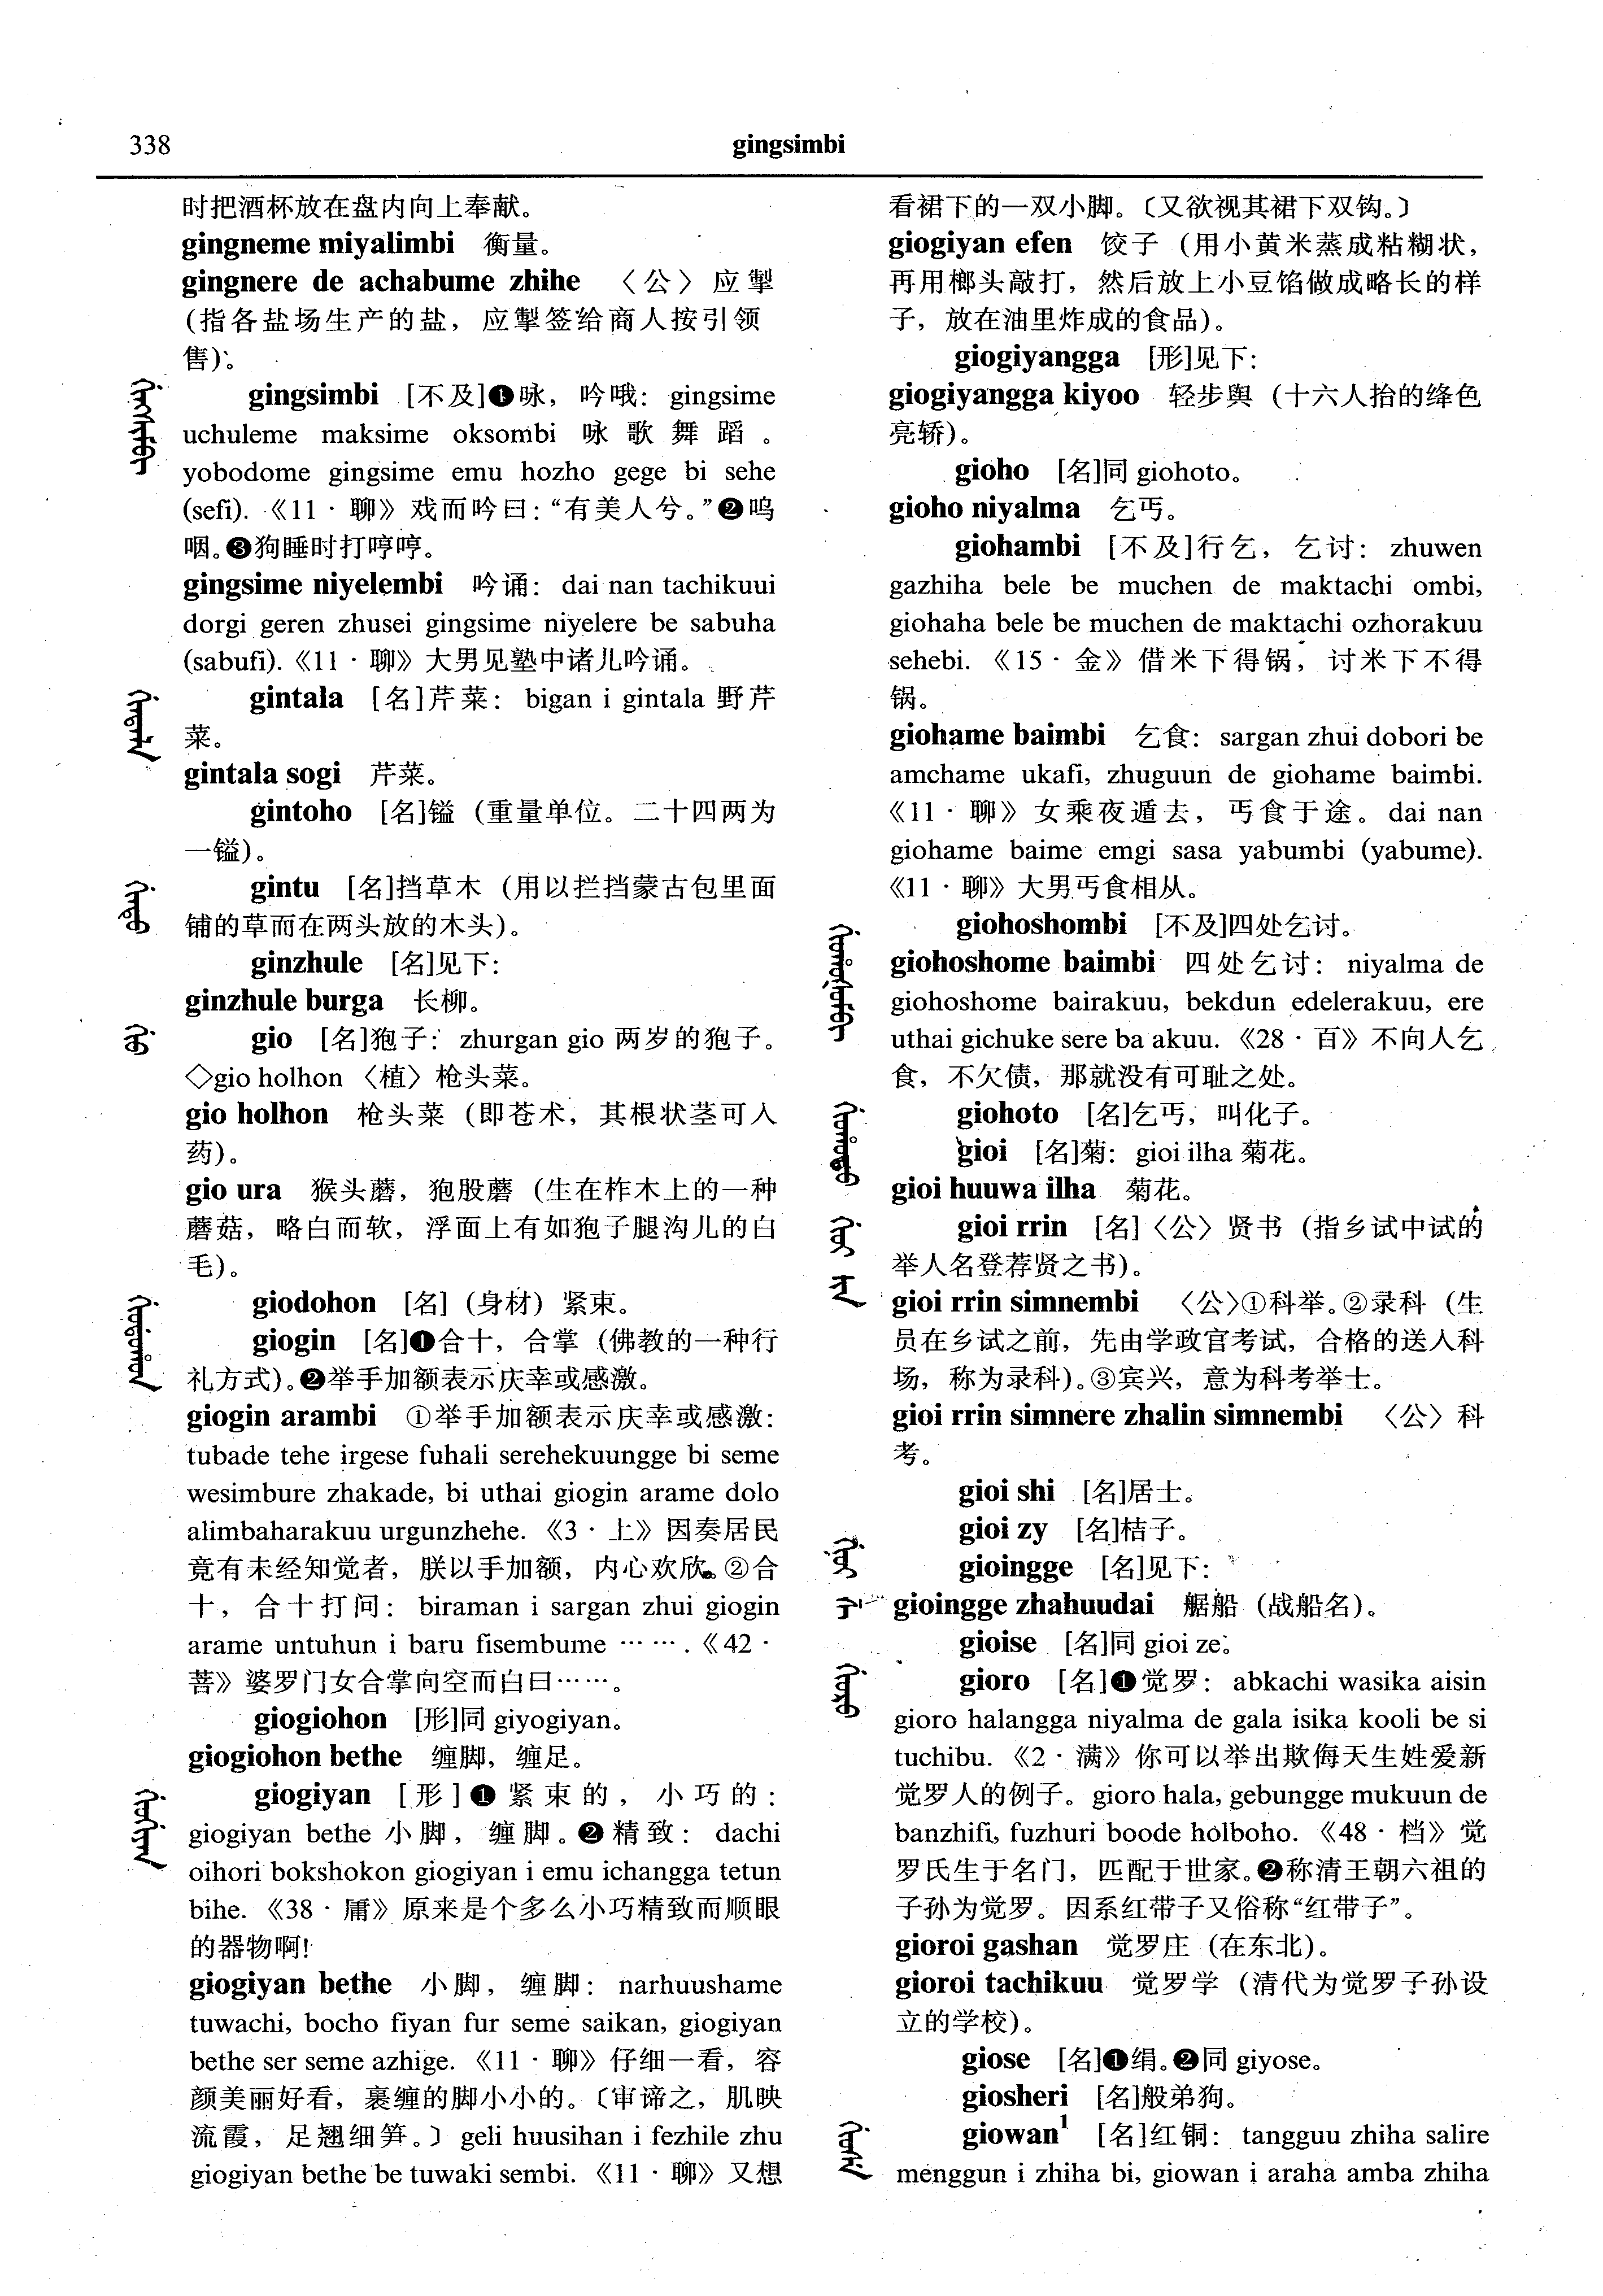 338
gingsimbi
时把酒杯放在盘内向上奉献。
gingneme miyalimbi 衡量。
gingnere de achabume zhihe 〈公〉应掣
(指各盐场生产的盐，应掣签给商人按引领
售)。
gingsimbi [不及]❶咏，吟哦：gingsime
uchuleme maksime oksombi 咏歌舞蹈。
yobodome gingsime emu hozho gege bi sehe
(sefi).《11·聊》戏而吟曰：“有美人兮。”❷呜
咽。❸狗睡时打哼哼。
gingsime niyelembi 吟诵：dai nan tachikuui
dorgi geren zhusei gingsime niyelere be sabuha
(sabufi).《11·聊》大男见塾中诸儿吟诵。
gintala [名]芹菜：bigan i gintala 野芹
菜。
gintala sogi 芹菜。
gintoho [名]镒（重量单位。二十四两为
一镒）。
gintu [名]挡草木（用以拦挡蒙古包里面
铺的草而在两头放的木头）。
ginzhule [名]见下：
ginzhule burga 长柳。
gio [名]狍子：zhurgan gio 两岁的狍子。
◇gio holhon〈植〉枪头菜。
gio holhon 枪头菜（即苍术，其根状茎可入
药）。
gio ura 猴头蘑，狍股蘑（生在柞木上的一种
蘑菇，略白而软，浮面上有如狍子腿沟儿的白
毛）。
giodohon [名]（身材）紧束。
giogin [名]❶合十，合掌（佛教的一种行
礼方式）。❷举手加额表示庆幸或感激。
giogin arambi ①举手加额表示庆幸或感激：
tubade tehe irgese fuhali serehekuungge bi seme
wesimbure zhakade, bi uthai giogin arame dolo
alimbaharakuu urgunzhehe.《3·上》因奏居民
竟有未经知觉者，朕以手加额，内心欢欣。②合
十，合十打问：biraman i sargan zhui giogin
arame untuhun i baru fisembume …….《42·
菩》婆罗门女合掌向空而白曰……。
giogiohon [形]同 giyogiyan。
giogiohon bethe 缠脚，缠足。
giogiyan [形]❶紧束的，小巧的：
giogiyan bethe 小脚，缠脚。❷精致：dachi
oihori bokshokon giogiyan i emu ichangga tetun
bihe.《38·庸》原来是个多么小巧精致而顺眼
的器物啊!
giogiyan bethe 小脚，缠脚：narhuushame
tuwachi, bocho fiyan fur seme saikan, giogiyan
bethe ser seme azhige.《11·聊》仔细一看，容
颜美丽好看，裹缠的脚小小的。〔审谛之，肌映
流霞，足翘细笋。〕geli huusihan i fezhile zhu
giogiyan bethe be tuwaki sembi.《11·聊》又想
看裙下的一双小脚。〔又欲视其裙下双钩。〕
giogiyan efen 饺子（用小黄米蒸成粘糊状，
再用榔头敲打，然后放上小豆馅做成略长的样
子，放在油里炸成的食品）。
giogiyangga [形]见下：
giogiyangga kiyoo 轻步舆（十六人抬的绛色
亮轿）。
gioho [名]同 giohoto。
gioho niyalma 乞丐。
giohambi [不及]行乞，乞讨：zhuwen
gazhiha bele be muchen de maktachi ombi,
giohaha bele be muchen de maktachi ozhorakuu
sehebi.《15·金》借米下得锅，讨米下不得
锅。
giohame baimbi 乞食：sargan zhui dobori be
amchame ukafi, zhuguun de giohame baimbi.
《11·聊》女乘夜遁去，丐食于途。dai nan
giohame baime emgi sasa yabumbi (yabume).
《11·聊》大男丐食相从。
giohoshombi [不及]四处乞讨。
giohoshome baimbi 四处乞讨：niyalma de
giohoshome bairakuu, bekdun edelerakuu, ere
uthai gichuke sere ba akuu.《28·百》不向人乞
食，不欠债，那就没有可耻之处。
giohoto [名]乞丐，叫化子。
gioi [名]菊：gioi ilha 菊花。
gioi huuwa ilha 菊花。
gioi rrin [名]〈公〉贤书（指乡试中试的
举人名登荐贤之书）。
gioi rrin simnembi 〈公〉①科举。②录科（生
员在乡试之前，先由学政官考试，合格的送入科
场，称为录科）。③宾兴，意为科考举士。
gioi rrin simnere zhalin simnembi 〈公〉科
考。
gioi shi [名]居士。
gioi zy [名]桔子。
gioingge [名]见下：
gioingge zhahuudai 艍船（战船名）。
gioise [名]同 gioi ze。
gioro [名]❶觉罗：abkachi wasika aisin
gioro halangga niyalma de gala isika kooli be si
tuchibu.《2·满》你可以举出欺侮天生姓爱新
觉罗人的例子。gioro hala, gebungge mukuun de
banzhifi, fuzhuri boode holboho.《48·档》觉
罗氏生于名门，匹配于世家。❷称清王朝六祖的
子孙为觉罗。因系红带子又俗称“红带子”。
gioroi gashan 觉罗庄（在东北）。
gioroi tachikuu 觉罗学（清代为觉罗子孙设
立的学校）。
giose [名]❶绢。❷同 giyose。
giosheri [名]般弟狗。
giowan¹ [名]红铜：tangguu zhiha salire
menggun i zhiha bi, giowan i araha amba zhiha